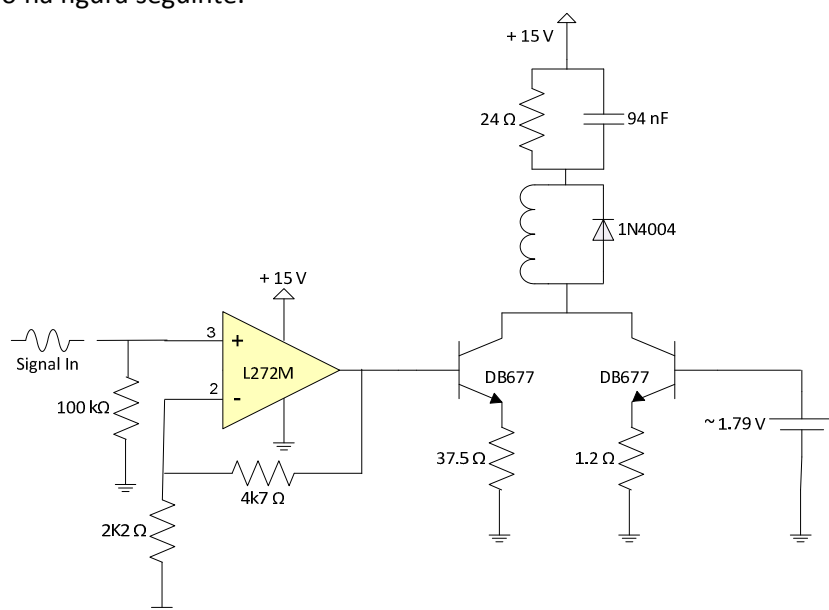 o na figura seguinte.
+ 15 V
24 Ω
94 nF
1N4004
+ 15 V
3
+
Signal In
L272M
2
-
100 kΩ
DB677
DB677
~ 1.79 V
37.5 Ω
1.2 Ω
4k7 Ω
2K2 Ω